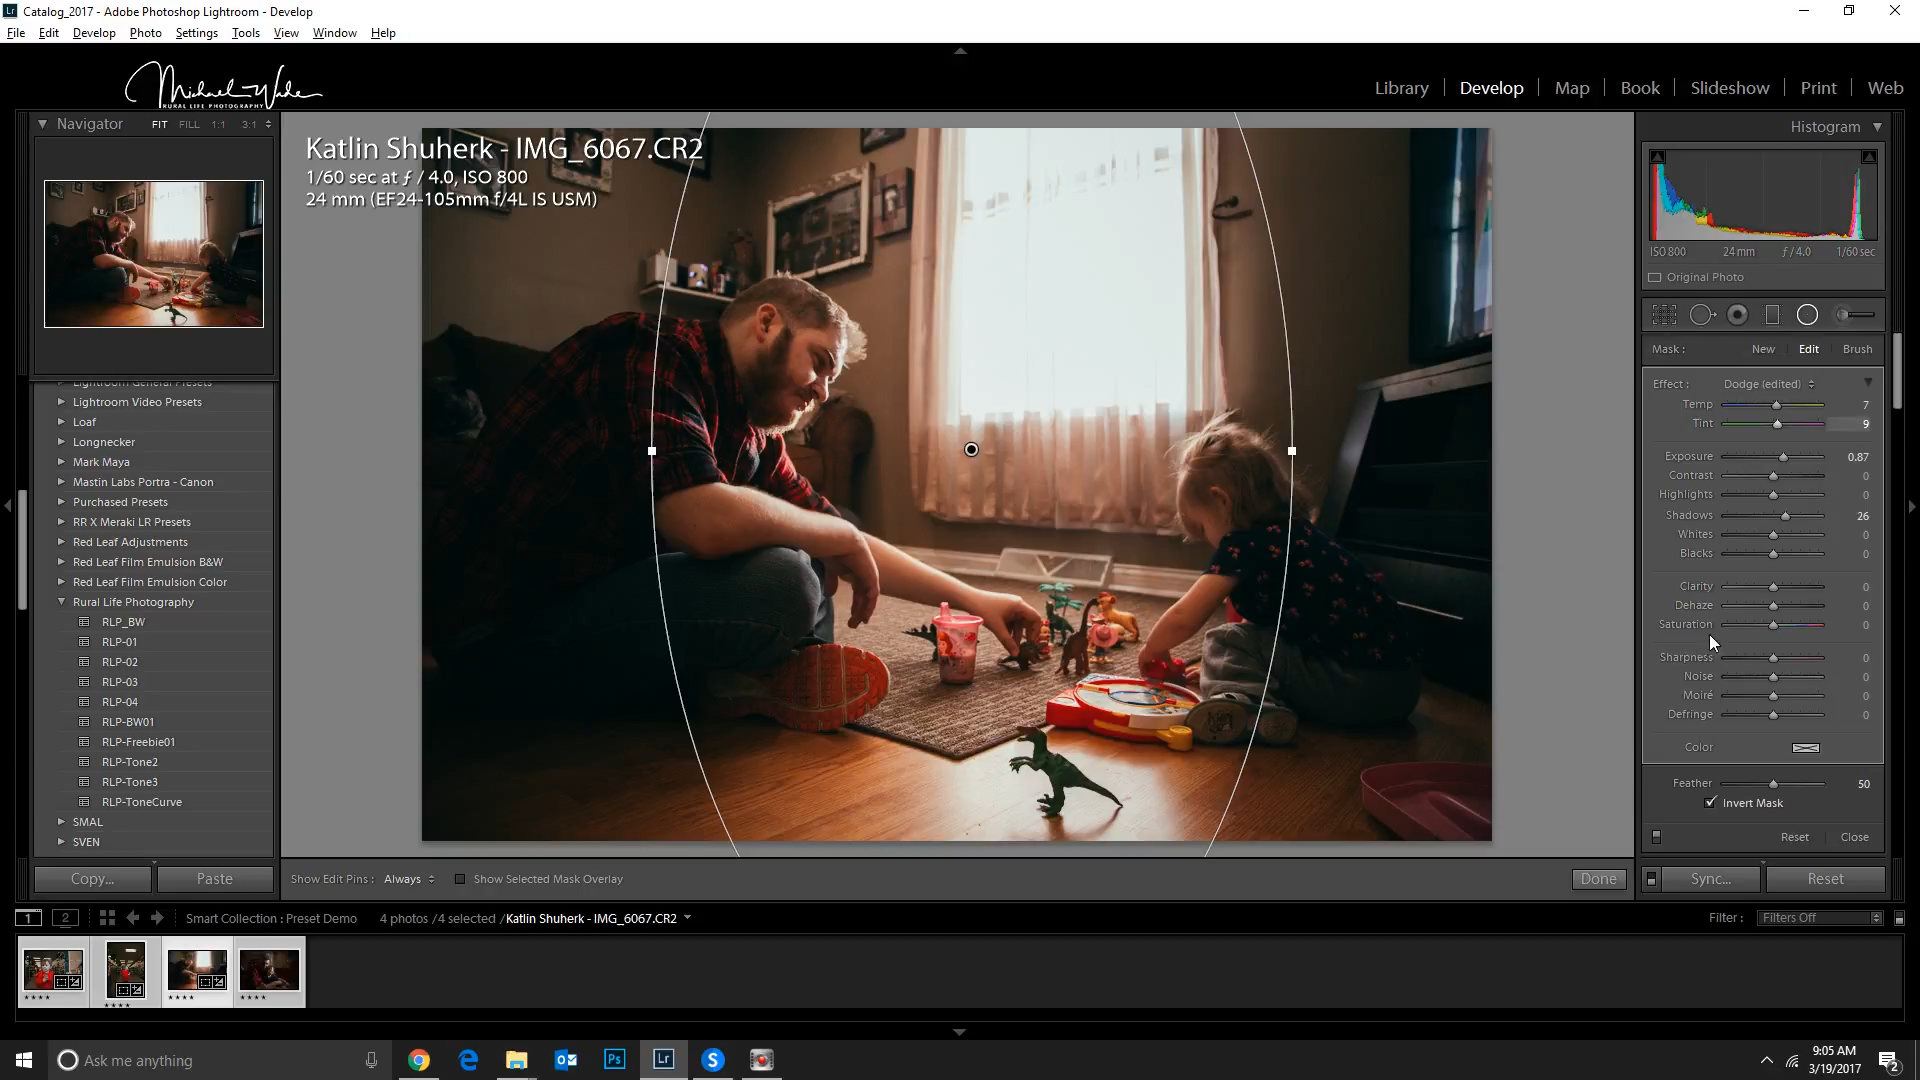 Catalog_2017 - Adobe Photoshop Lightroom - Develop
File Edit Develop Photo Settings Tools View Window Help
Michael Wade
RURAL LIFE PHOTOGRAPHY
Library Develop Map Book Slideshow Print Web
Navigator FIT FILL 1:1 3:1
Histogram
Katlin Shuherk - IMG_6067.CR2
1/60 sec at ƒ / 4.0, ISO 800
24 mm (EF24-105mm f/4L IS USM)
ISO 800 24 mm ƒ / 4.0 1/60 sec
Original Photo
Mask : New Edit Brush
Effect : Dodge (edited)
Temp 7
Tint 9
Exposure 0.87
Contrast 0
Highlights 0
Shadows 26
Whites 0
Blacks 0
Clarity 0
Dehaze 0
Saturation 0
Sharpness 0
Noise 0
Moiré 0
Defringe 0
Color
Feather 50
Invert Mask
Reset Close
Lightroom General Presets
Lightroom Video Presets
Loaf
Longnecker
Mark Maya
Mastin Labs Portra - Canon
Purchased Presets
RR X Meraki LR Presets
Red Leaf Adjustments
Red Leaf Film Emulsion B&W
Red Leaf Film Emulsion Color
Rural Life Photography
RLP_BW
RLP-01
RLP-02
RLP-03
RLP-04
RLP-BW01
RLP-Freebie01
RLP-Tone2
RLP-Tone3
RLP-ToneCurve
SMAL
SVEN
Copy... Paste
Show Edit Pins : Always Show Selected Mask Overlay Done
Sync... Reset
1 2 Smart Collection : Preset Demo 4 photos / 4 selected / Katlin Shuherk - IMG_6067.CR2 Filter : Filters Off
Ask me anything
9:05 AM
3/19/2017
2